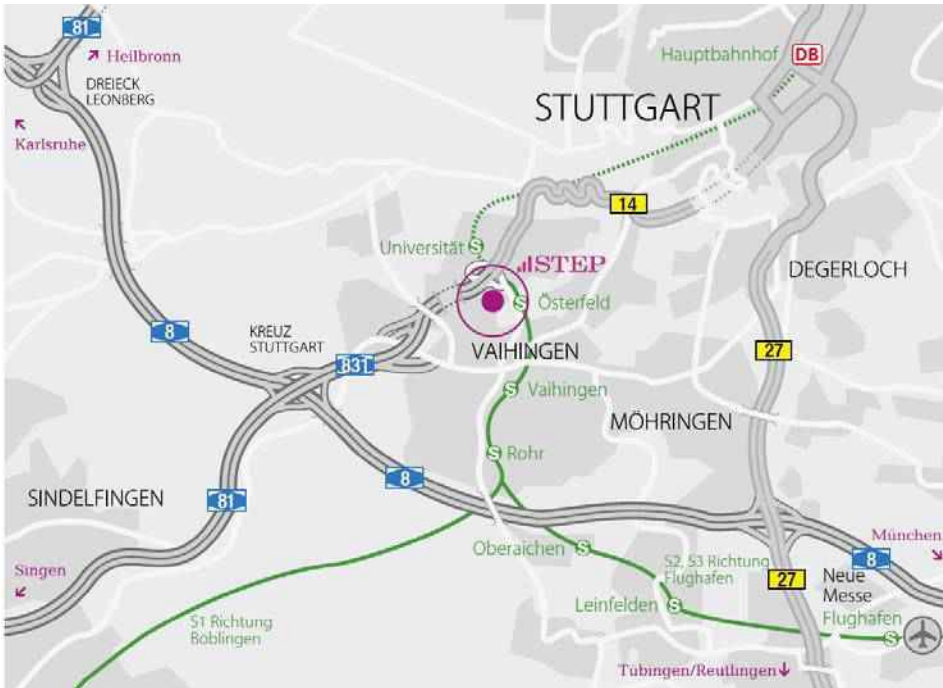 81
Heilbronn
DREIECK
LEONBERG
Karlsruhe
Hauptbahnhof
DB
STUTTGART
14
Universität
S
STEP
S
Österfeld
DEGERLOCH
8
KREUZ
STUTTGART
831
VAIHINGEN
27
S
Vaihingen
MÖHRINGEN
S
Rohr
8
81
SINDELFINGEN
Singen
Oberaichen
S
S2, S3 Richtung
Flughafen
München
8
27
Neue
Messe
Leinfelden
S
Flughafen
S
S1 Richtung
Böblingen
Tübingen/Reutlingen